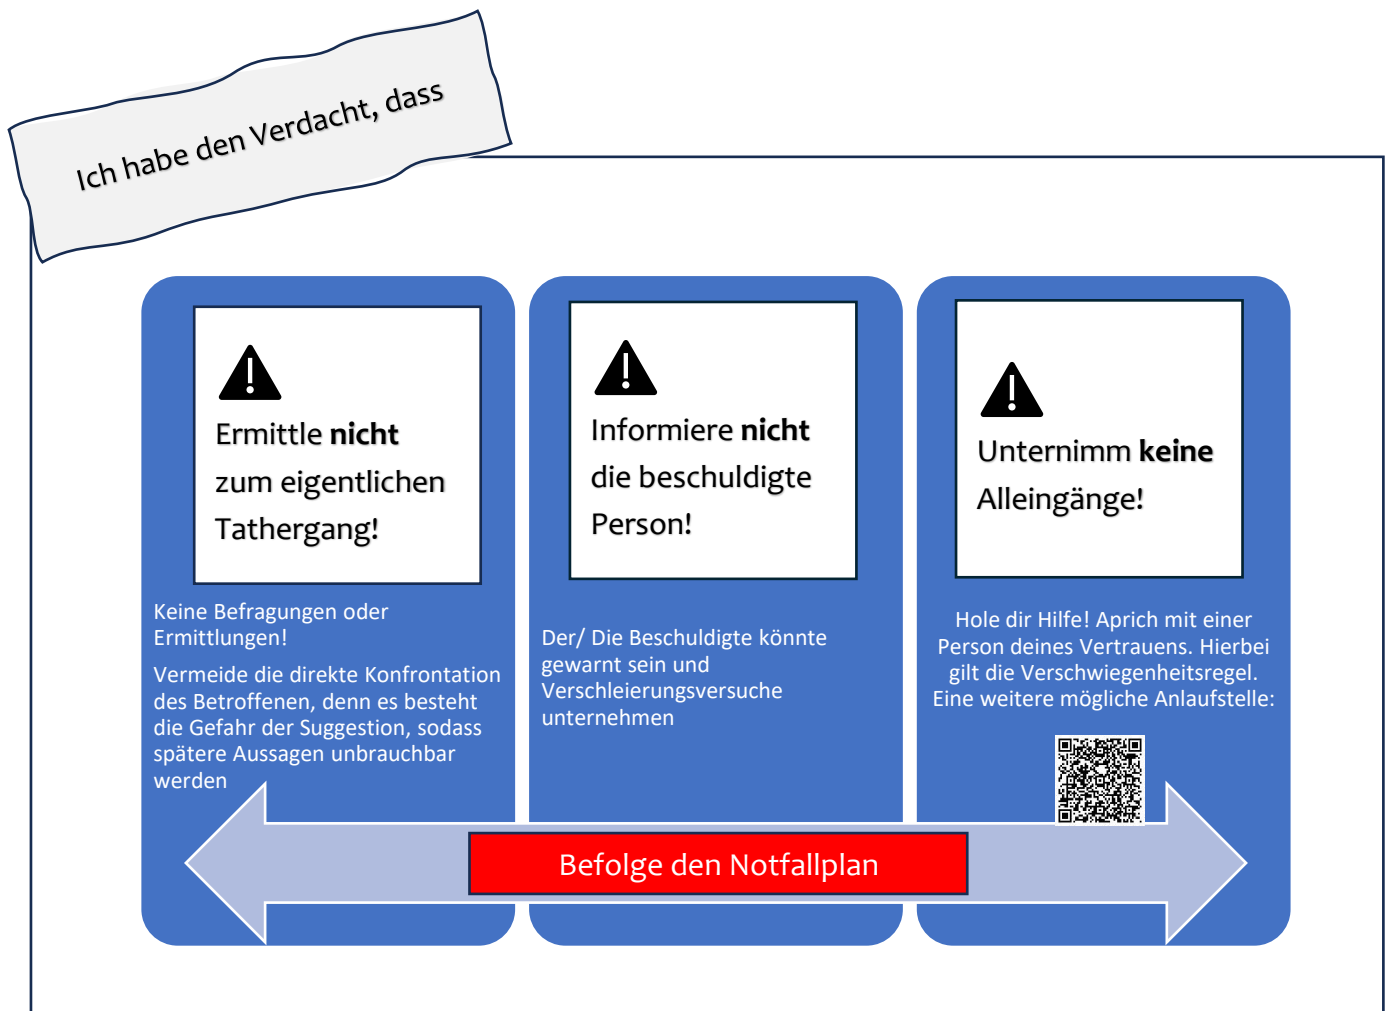 Ich habe den Verdacht, dass
Ermittle nicht
zum eigentlichen
Tathergang!
Keine Befragungen oder
Ermittlungen!
Vermeide die direkte Konfrontation
des Betroffenen, denn es besteht
die Gefahr der Suggestion, sodass
spätere Aussagen unbrauchbar
werden
Informiere nicht
die beschuldigte
Person!
Der/ Die Beschuldigte könnte
gewarnt sein und
Verschleierungsversuche
unternehmen
Unternimm keine
Alleingänge!
Hole dir Hilfe! Aprich mit einer
Person deines Vertrauens. Hierbei
gilt die Verschwiegenheitsregel.
Eine weitere mögliche Anlaufstelle:
Befolge den Notfallplan